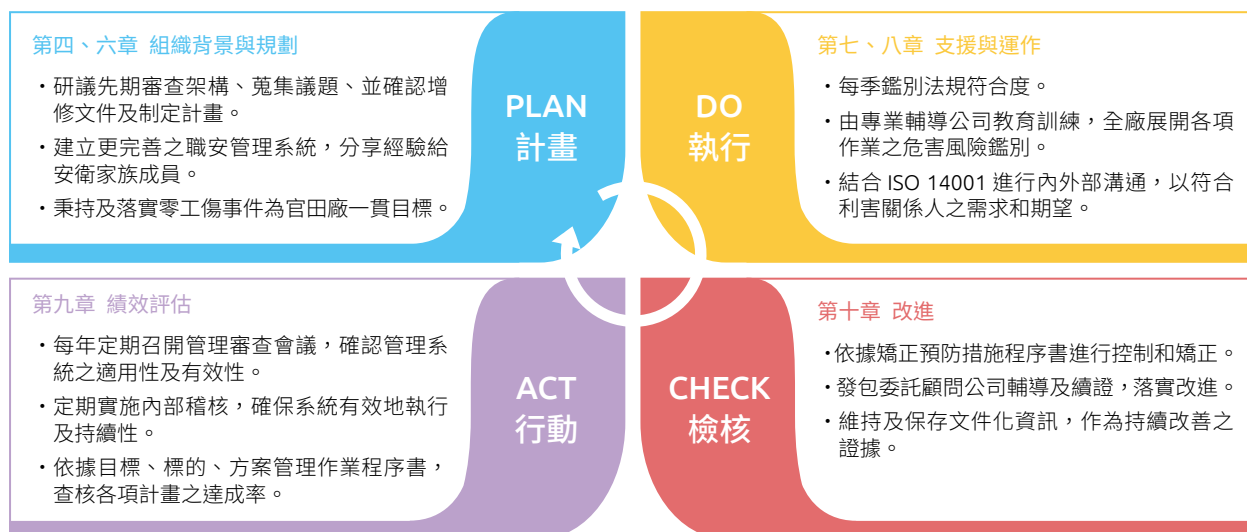 第四、六章 組織背景與規劃
・研議先期審查架構、蒐集議題、並確認增
修文件及制定計畫。
・建立更完善之職安管理系統,分享經驗給
安衛家族成員。
・秉持及落實零工傷事件為官田廠一貫目標。
PLAN
計畫
DO
執行
第七、八章 支援與運作
・每季鑑別法規符合度。
・由專業輔導公司教育訓練,全廠展開各項
作業之危害風險鑑別。
・結合 ISO 14001 進行內外部溝通,以符合
利害關係人之需求和期望。
第九章 績效評估
・每年定期召開管理審查會議,確認管理系
統之適用性及有效性。
・定期實施內部稽核,確保系統有效地執行
及持續性。
・依據目標、標的、方案管理作業程序書,
查核各項計畫之達成率。
ACT
行動
CHECK
檢核
第十章 改進
・依據矯正預防措施程序書進行控制和矯正。
・發包委託顧問公司輔導及續證,落實改進。
・維持及保存文件化資訊,作為持續改善之
證據。